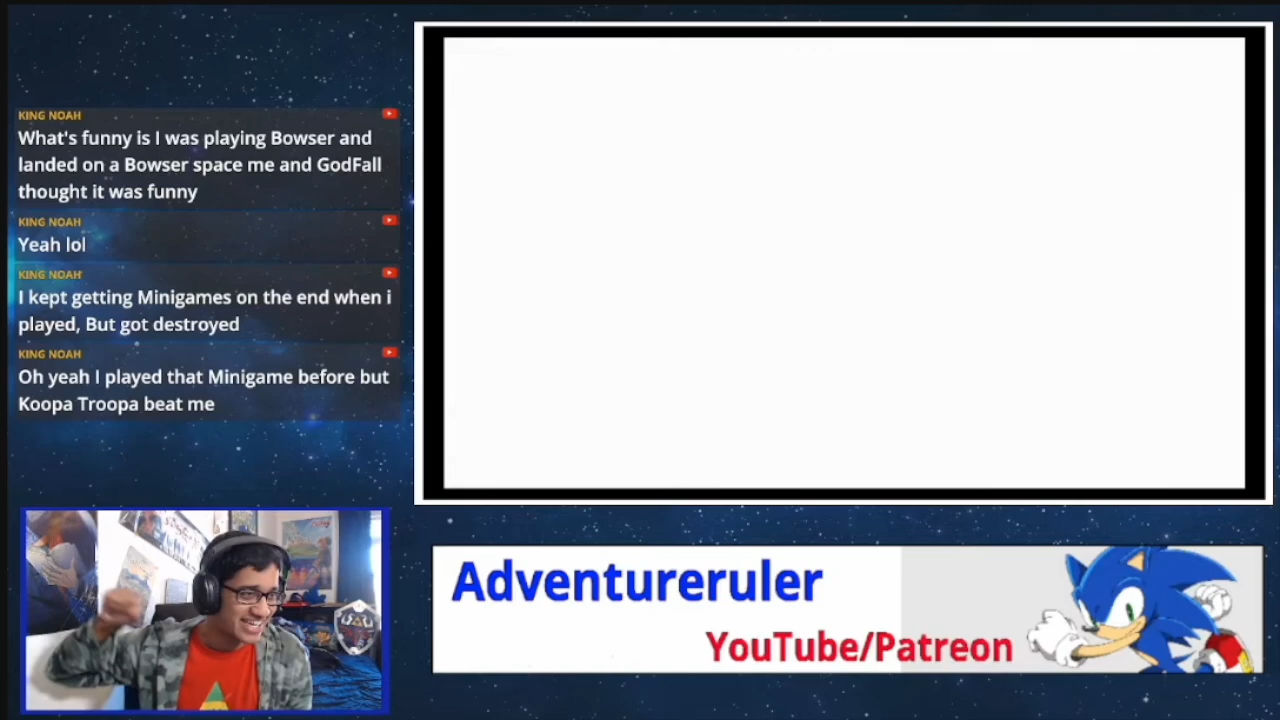 KING NOAH
What's funny is I was playing Bowser and
landed on a Bowser space me and GodFall
thought it was funny
KING NOAH
Yeah lol
KING NOAH
I kept getting Minigames on the end when i
played, But got destroyed
KING NOAH
Oh yeah I played that Minigame before but
Koopa Troopa beat me
Adventureruler
YouTube/Patreon